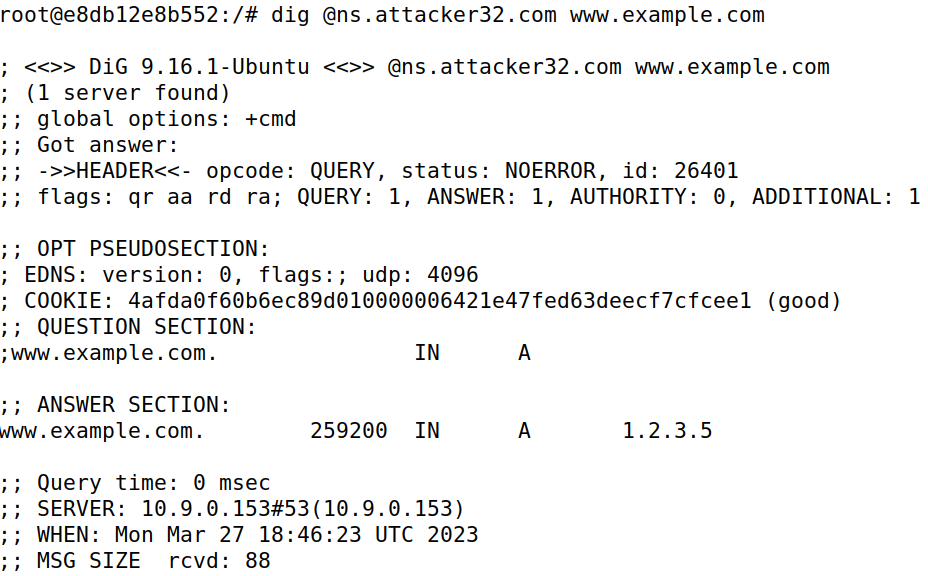 root@e8db12e8b552:/# dig @ns.attacker32.com www.example.com
; <<>> DiG 9.16.1-Ubuntu <<>> @ns.attacker32.com www.example.com
; (1 server found)
;; global options: +cmd
;; Got answer:
;; ->>HEADER<<- opcode: QUERY, status: NOERROR, id: 26401
;; flags: qr aa rd ra; QUERY: 1, ANSWER: 1, AUTHORITY: 0, ADDITIONAL: 1
;; OPT PSEUDOSECTION:
; EDNS: version: 0, flags:; udp: 4096
; COOKIE: 4afda0f60b6ec89d010000006421e47fed63deecf7cfcee1 (good)
;; QUESTION SECTION:
;www.example.com. IN A
;; ANSWER SECTION:
www.example.com. 259200 IN A 1.2.3.5
;; Query time: 0 msec
;; SERVER: 10.9.0.153#53(10.9.0.153)
;; WHEN: Mon Mar 27 18:46:23 UTC 2023
;; MSG SIZE  rcvd: 88